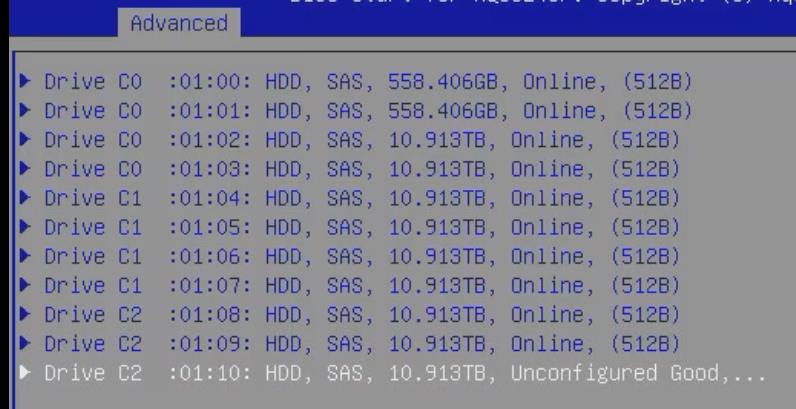 Advanced
Drive C0 :01:00: HDD, SAS, 558.406GB, Online, (512B)
Drive C0 :01:01: HDD, SAS, 558.406GB, Online, (512B)
Drive C0 :01:02: HDD, SAS, 10.913TB, Online, (512B)
Drive C0 :01:03: HDD, SAS, 10.913TB, Online, (512B)
Drive C1 :01:04: HDD, SAS, 10.913TB, Online, (512B)
Drive C1 :01:05: HDD, SAS, 10.913TB, Online, (512B)
Drive C1 :01:06: HDD, SAS, 10.913TB, Online, (512B)
Drive C1 :01:07: HDD, SAS, 10.913TB, Online, (512B)
Drive C2 :01:08: HDD, SAS, 10.913TB, Online, (512B)
Drive C2 :01:09: HDD, SAS, 10.913TB, Online, (512B)
Drive C2 :01:10: HDD, SAS, 10.913TB, Unconfigured Good,...